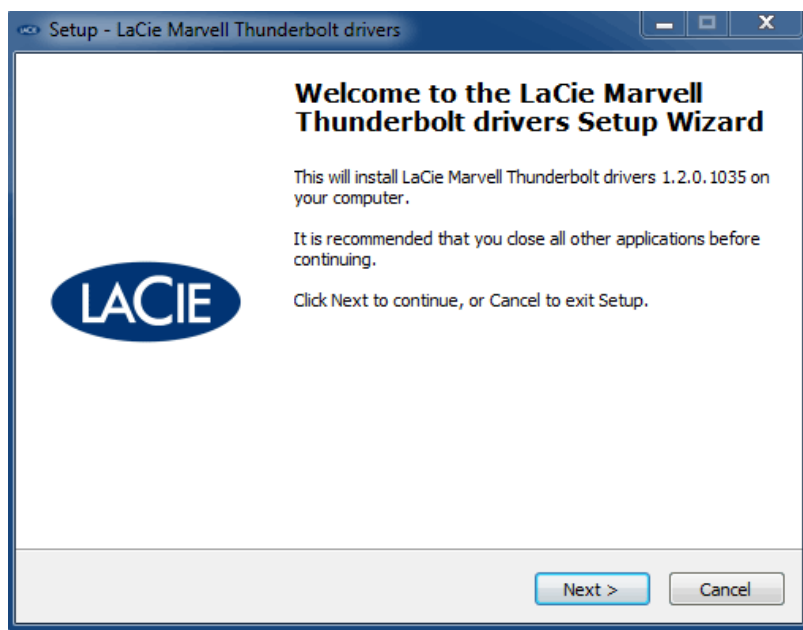 Setup - LaCie Marvell Thunderbolt drivers
Welcome to the LaCie Marvell
Thunderbolt drivers Setup Wizard
This will install LaCie Marvell Thunderbolt drivers 1.2.0.1035 on
your computer.
It is recommended that you close all other applications before
continuing.
LACIE
Click Next to continue, or Cancel to exit Setup.
Next >
Cancel